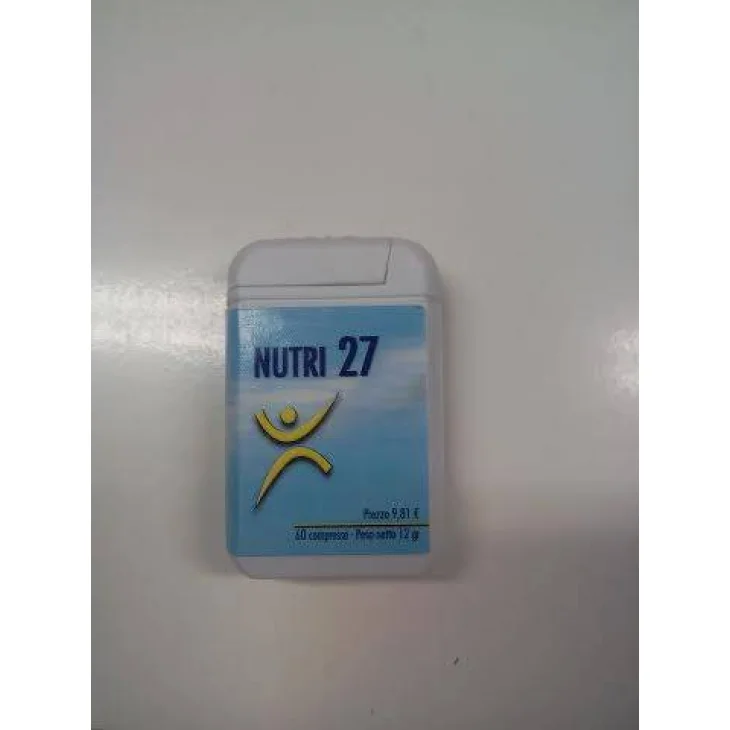 NUTRI 27
Prezzo 9,81 €
60 compresse - Peso netto 12 g